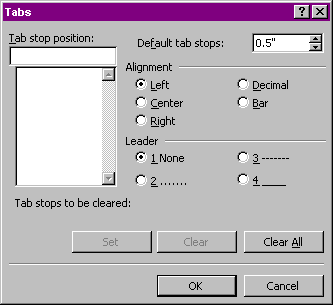 Tabs
Tab stop position:
Default tab stops: 0.5"
Alignment
Left
Decimal
Center
Bar
Right
Leader
1 None
3 -------
2 .......
4 ____
Tab stops to be cleared:
Set
Clear
Clear All
OK
Cancel